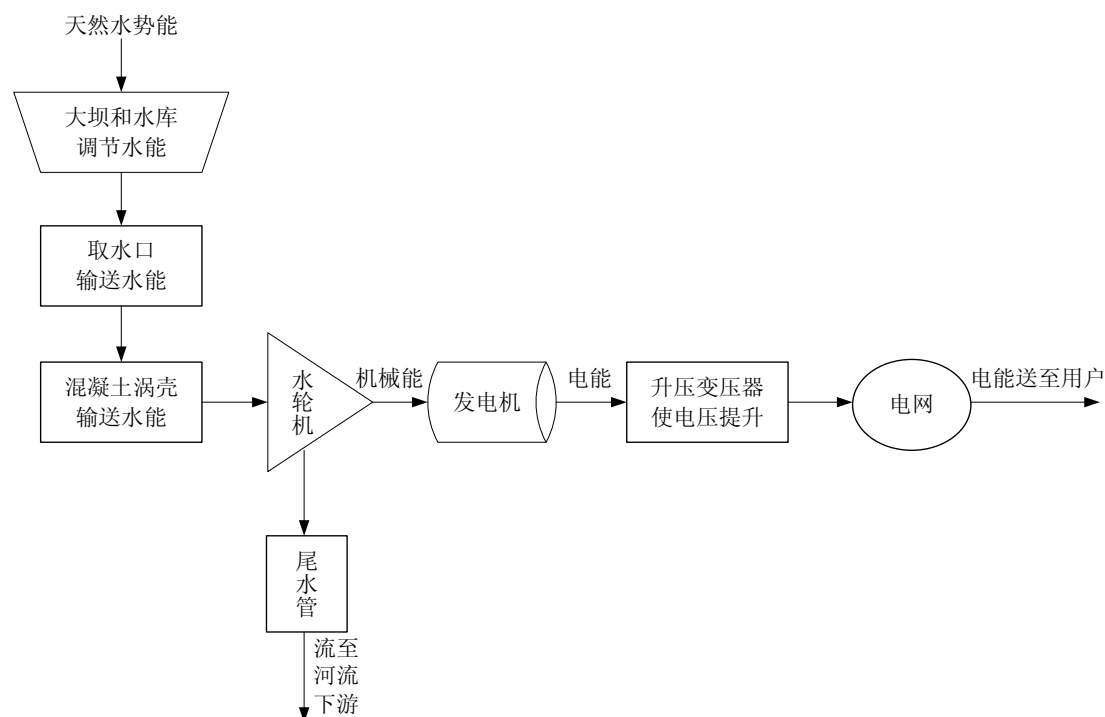 天然水势能
大坝和水库
调节水能
取水口
输送水能
混凝土涡壳
输送水能
水轮机
机械能
发电机
电能
升压变压器
使电压提升
电网
电能送至用户
尾水管
流至
河流
下游